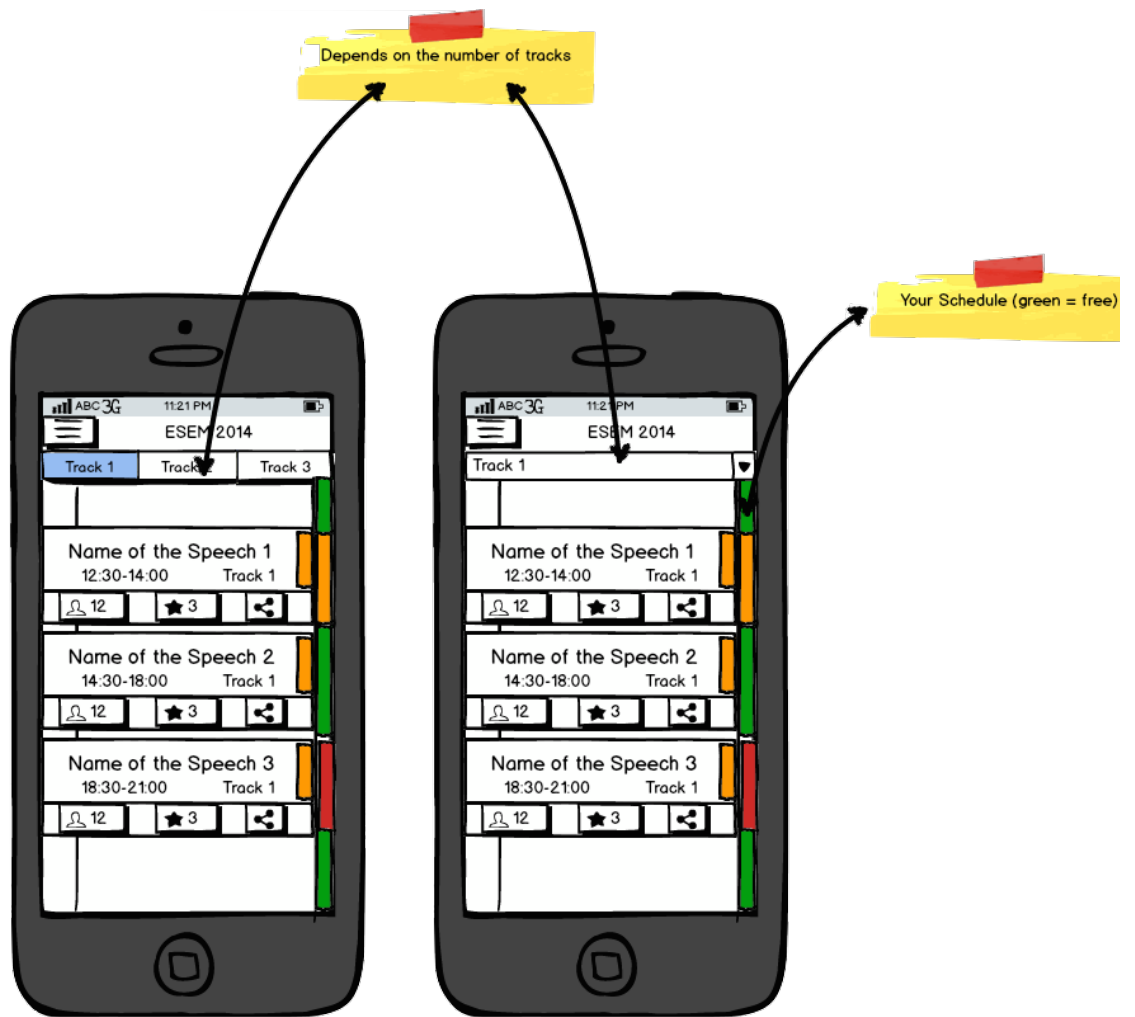 Depends on the number of tracks
Your Schedule (green = free)
ABC 3G 11:21 PM
ESEM 2014
Track 1 Track 2 Track 3
Name of the Speech 1
12:30-14:00 Track 1
12 3
Name of the Speech 2
14:30-18:00 Track 1
12 3
Name of the Speech 3
18:30-21:00 Track 1
12 3
ABC 3G 11:21 PM
ESEM 2014
Track 1
Name of the Speech 1
12:30-14:00 Track 1
12 3
Name of the Speech 2
14:30-18:00 Track 1
12 3
Name of the Speech 3
18:30-21:00 Track 1
12 3